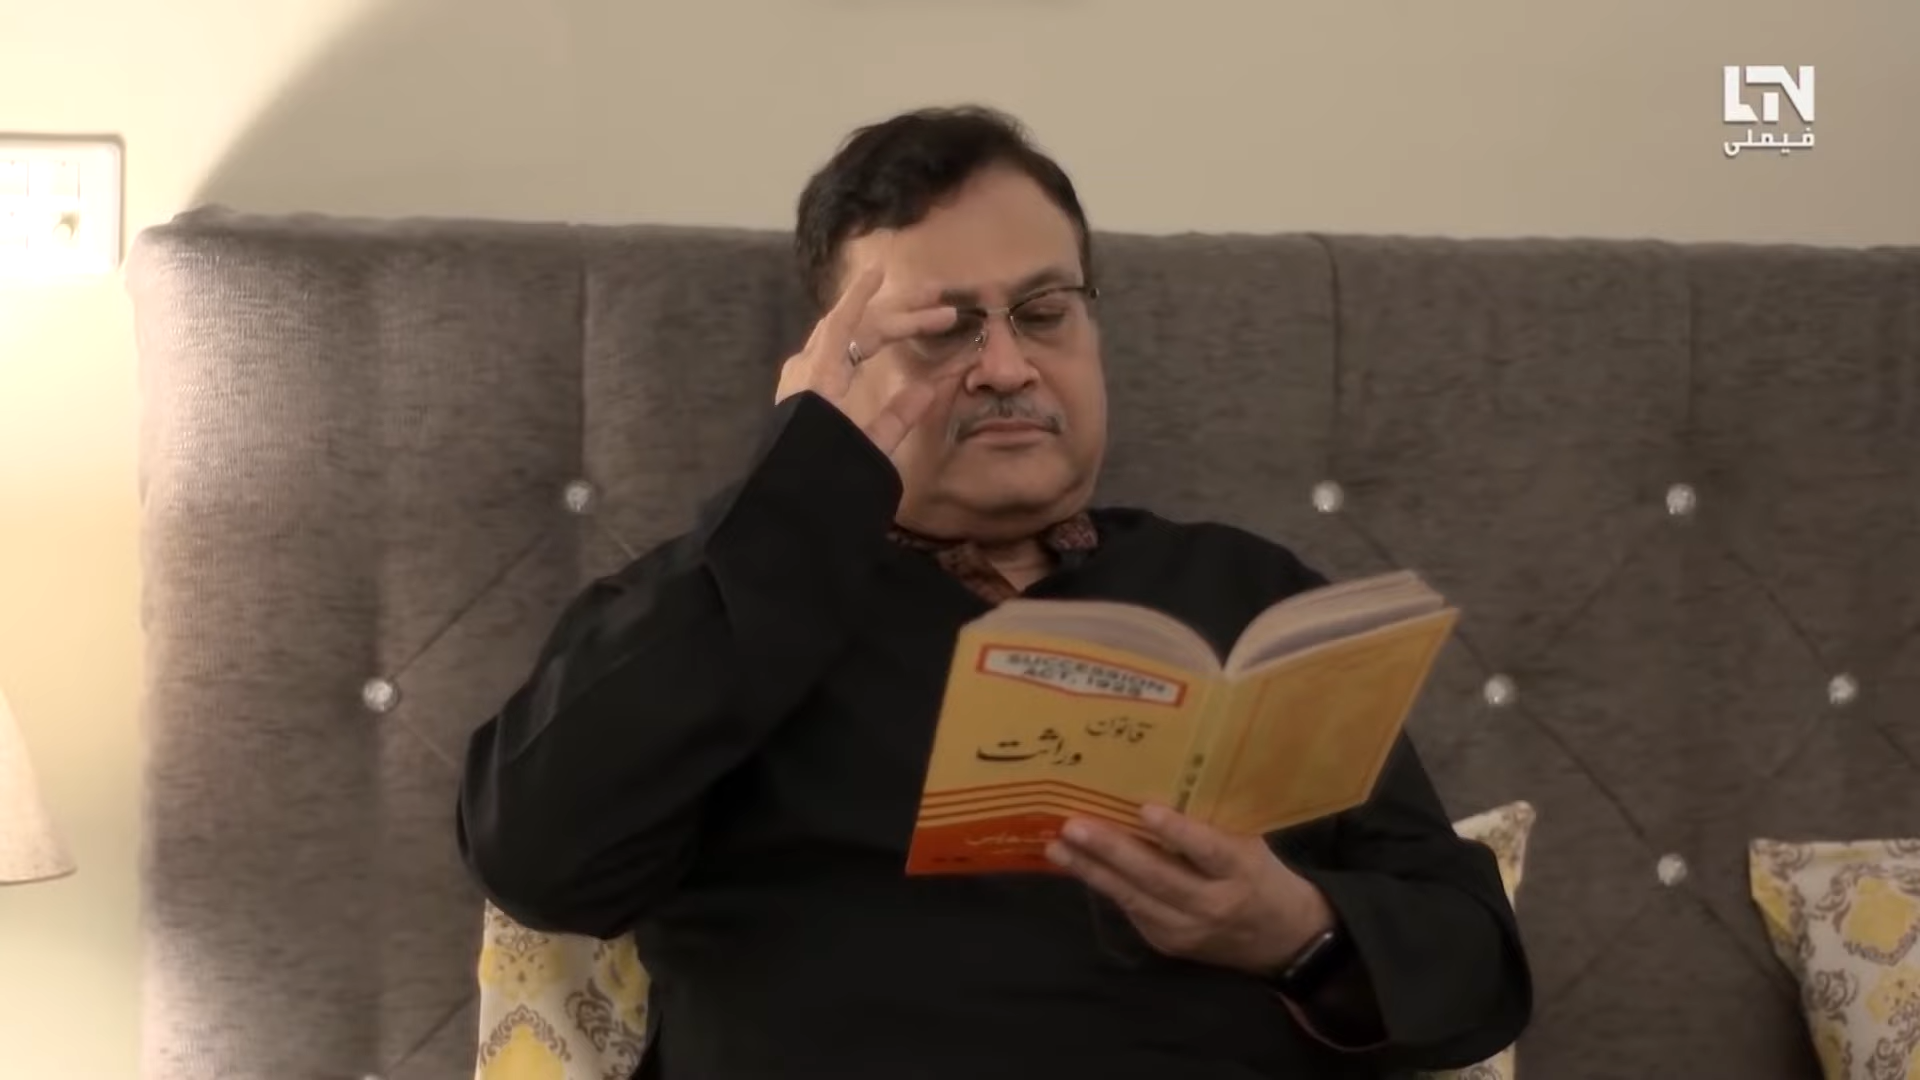 LTN
فیملی
SUCCESSION
ACT: 1925
قانون
وراثت